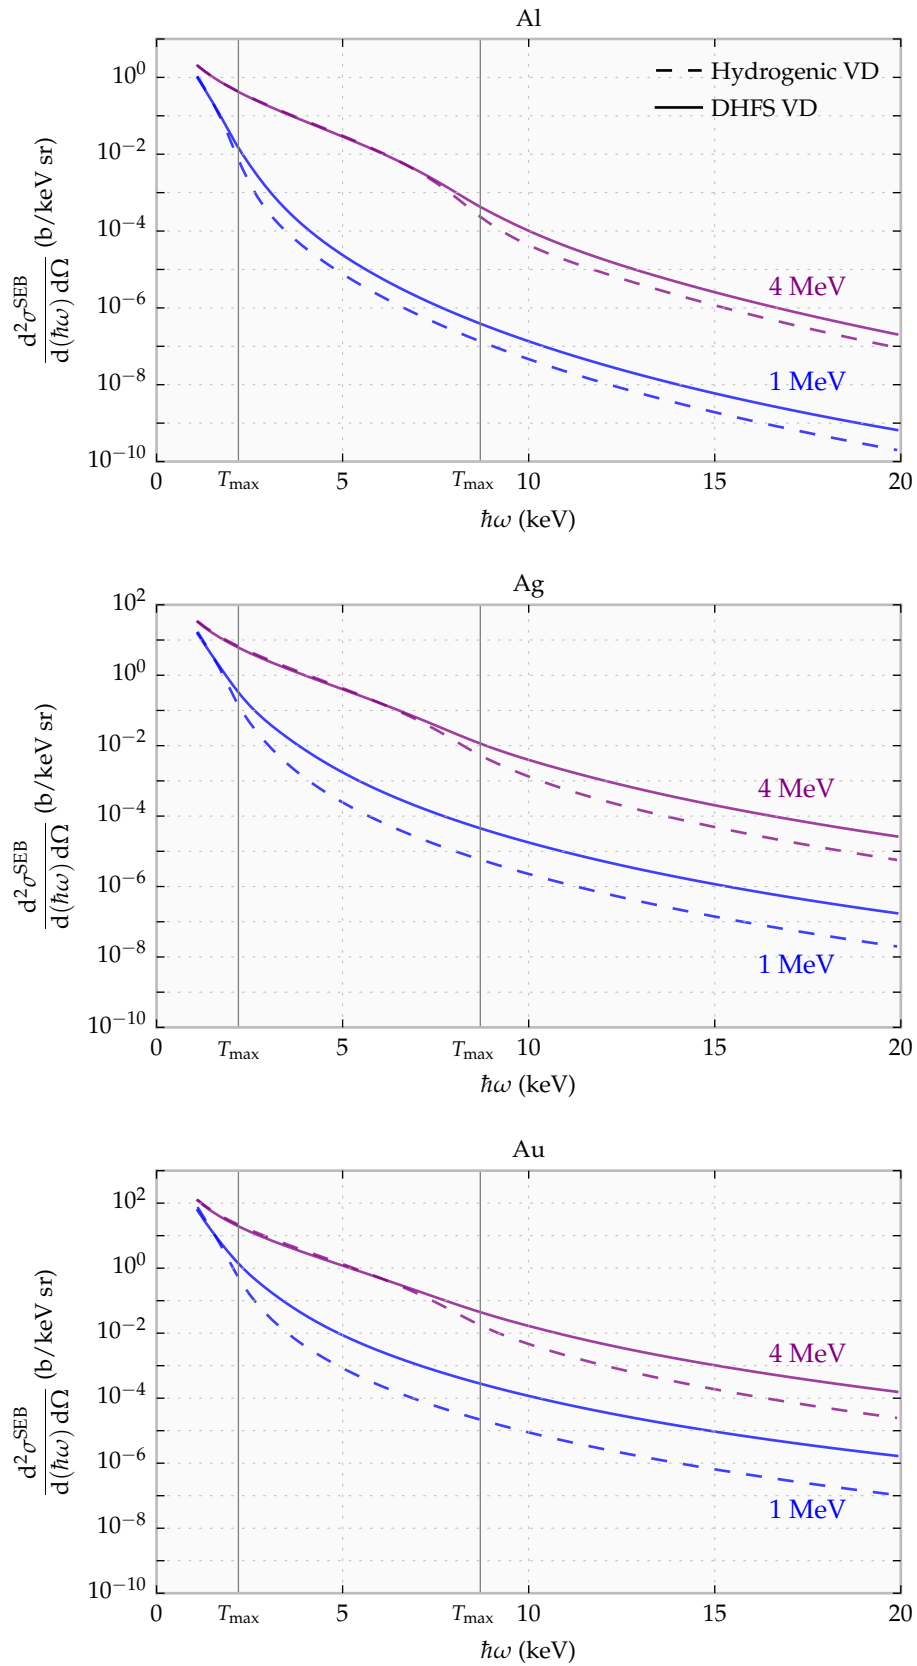 Al
d²σ^SEB / d(ħω) dΩ (b/keV sr)
10^0
10^−2
10^−4
10^−6
10^−8
10^−10
Hydrogenic VD
DHFS VD
4 MeV
1 MeV
0 T_max 5 T_max 10 15 20
ħω (keV)
Ag
d²σ^SEB / d(ħω) dΩ (b/keV sr)
10^2
10^0
10^−2
10^−4
10^−6
10^−8
10^−10
4 MeV
1 MeV
0 T_max 5 T_max 10 15 20
ħω (keV)
Au
d²σ^SEB / d(ħω) dΩ (b/keV sr)
10^2
10^0
10^−2
10^−4
10^−6
10^−8
10^−10
4 MeV
1 MeV
0 T_max 5 T_max 10 15 20
ħω (keV)